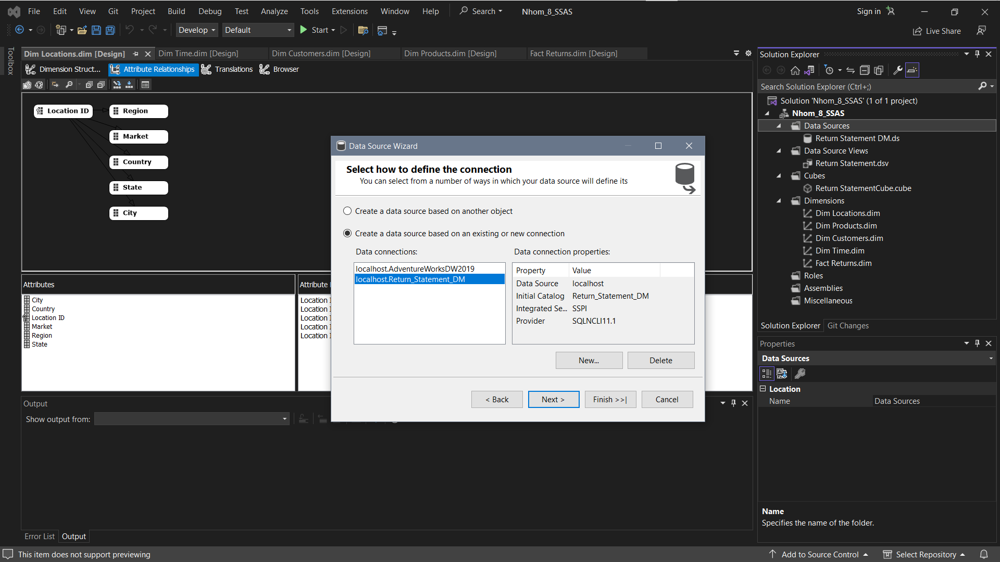 File Edit View Git Project Build Debug Test Analyze Tools Extensions Window Help Search Nhom_8_SSAS Sign in
Develop Default Start Live Share
Toolbox
Dim Locations.dim [Design] Dim Time.dim [Design] Dim Customers.dim [Design] Dim Products.dim [Design] Fact Returns.dim [Design]
Dimension Struct... Attribute Relationships Translations Browser
Location ID
Region
Market
Country
State
City
Attributes
City
Country
Location ID
Market
Region
State
Attribute
Location
Location
Location
Location
Location
Data Source Wizard
Select how to define the connection
You can select from a number of ways in which your data source will define its
Create a data source based on another object
Create a data source based on an existing or new connection
Data connections:
localhost.AdventureWorksDW2019
localhost.Return_Statement_DM
Data connection properties:
Property Value
Data Source localhost
Initial Catalog Return_Statement_DM
Integrated Se... SSPI
Provider SQLNCLI11.1
New... Delete
< Back Next > Finish >>| Cancel
Output
Show output from:
Error List Output
Solution Explorer
Search Solution Explorer (Ctrl+;)
Solution 'Nhom_8_SSAS' (1 of 1 project)
Nhom_8_SSAS
Data Sources
Return Statement DM.ds
Data Source Views
Return Statement.dsv
Cubes
Return StatementCube.cube
Dimensions
Dim Locations.dim
Dim Products.dim
Dim Customers.dim
Dim Time.dim
Fact Returns.dim
Roles
Assemblies
Miscellaneous
Solution Explorer Git Changes
Properties
Data Sources
Location
Name Data Sources
Name
Specifies the name of the folder.
This item does not support previewing Add to Source Control Select Repository